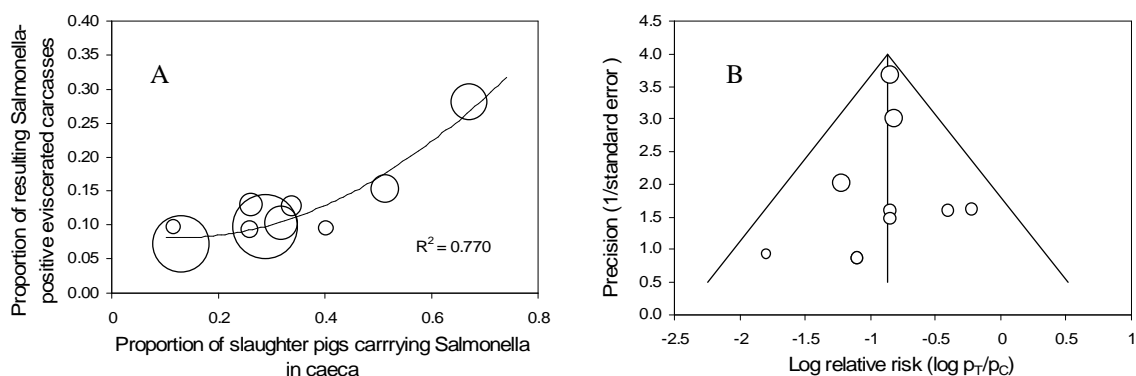 Proportion of resulting Salmonella-
positive eviscerated carcasses
0.40
0.35
0.30
0.25
0.20
0.15
0.10
0.05
0.00
A
R² = 0.770
0 0.2 0.4 0.6 0.8
Proportion of slaughter pigs carrrying Salmonella
in caeca
Precision (1/standard error )
4.5
4.0
3.5
3.0
2.5
2.0
1.5
1.0
0.5
0.0
B
-2.5 -2 -1.5 -1 -0.5 0 0.5 1
Log relative risk (log pT/pC)